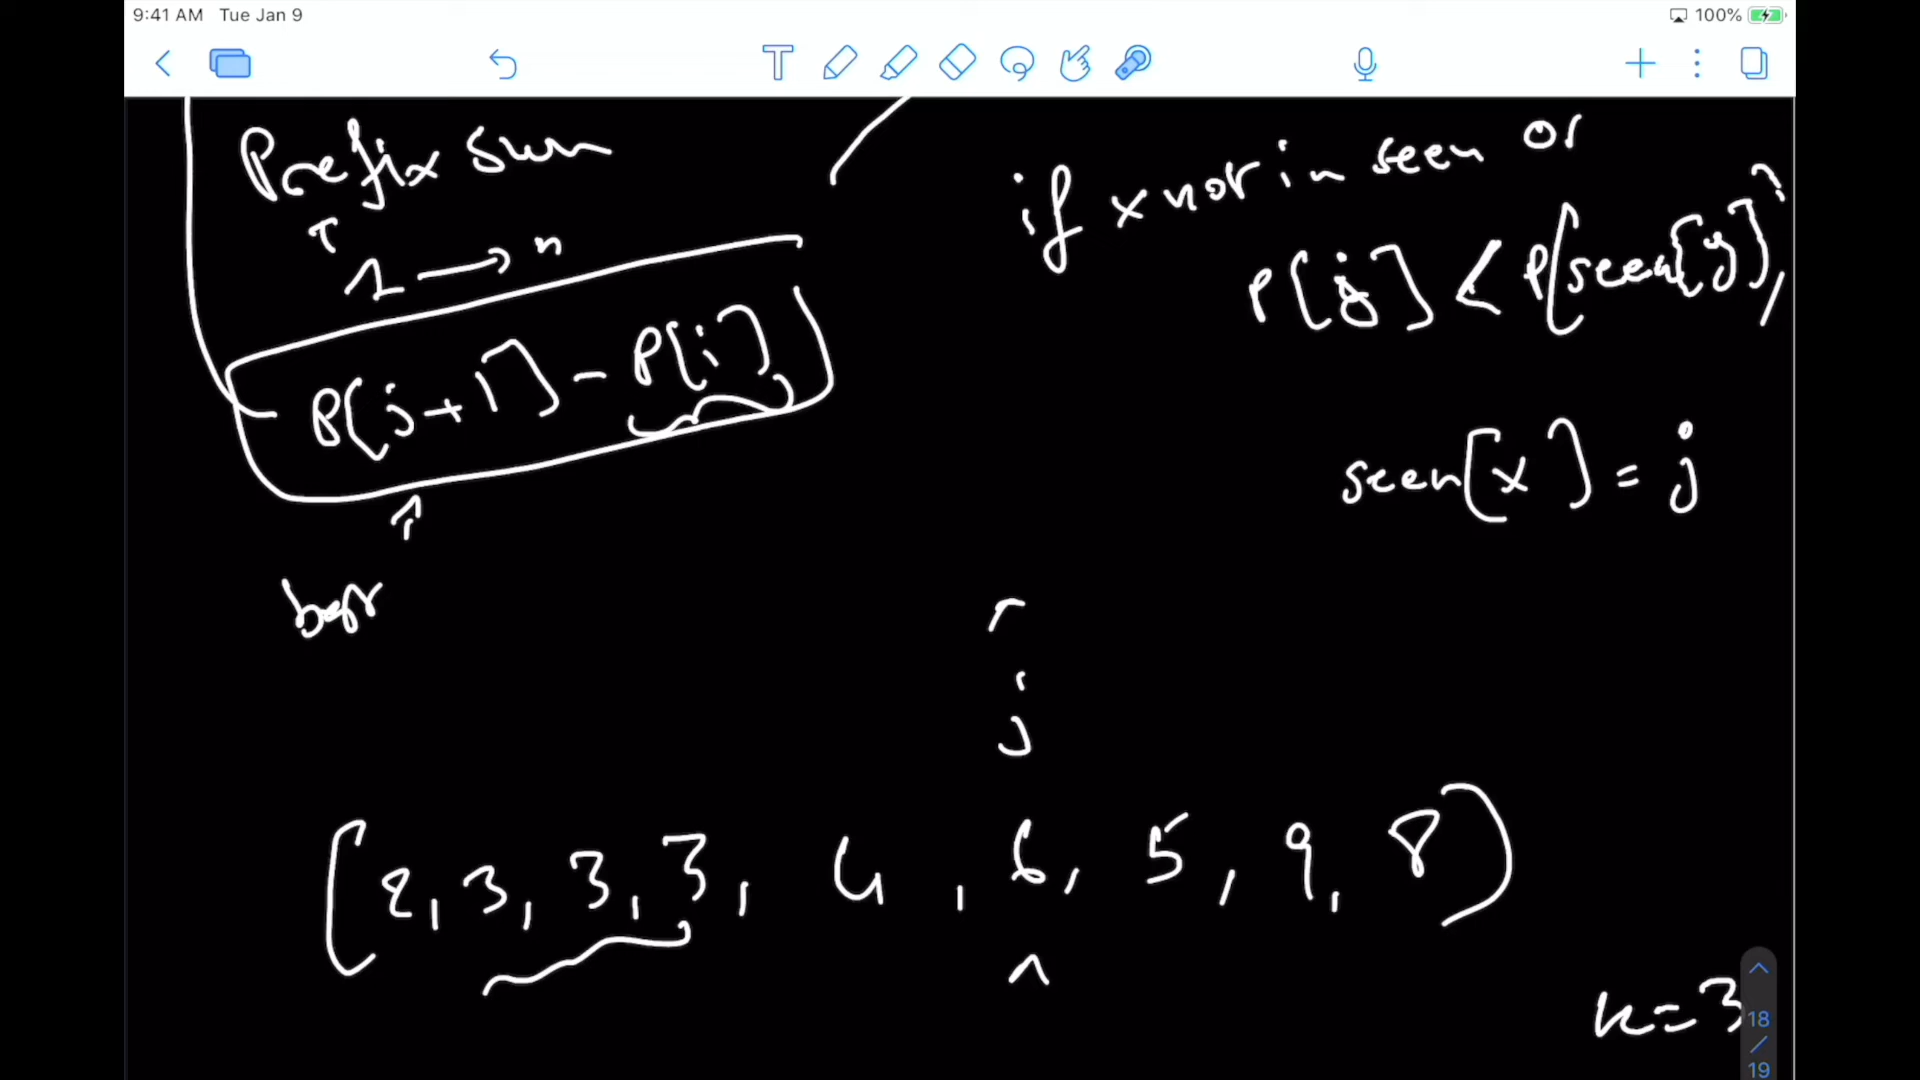 9:41 AM Tue Jan 9
100%
T
Prefix Sum
1 → n
P[j+1] - P[i]
best
if x not in seen or
P[j] < P[seen[y]]
seen[x] = j
j
[2, 3, 3, 3, 4, 6, 5, 9, 8]
k=3
18
/
19